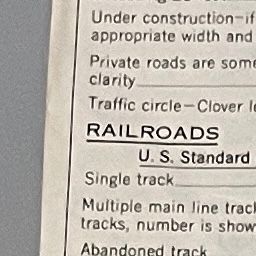 Under construction—if
appropriate width and
Private roads are some
clarity
Traffic circle—Clover l
RAILROADS
U. S. Standard
Single track
Multiple main line track
tracks, number is show
Abandoned track